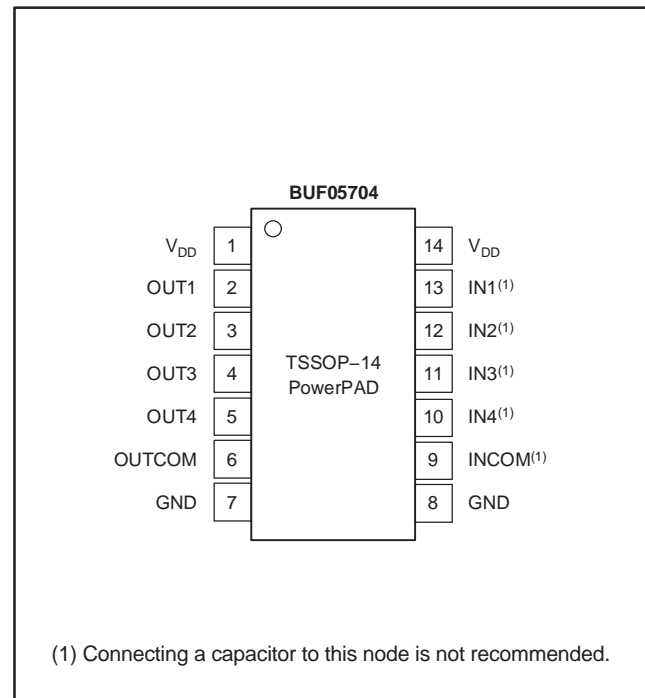 BUF05704
VDD 1 14 VDD
OUT1 2 13 IN1(1)
OUT2 3 12 IN2(1)
OUT3 4 11 IN3(1)
OUT4 5 10 IN4(1)
OUTCOM 6 9 INCOM(1)
GND 7 8 GND
TSSOP−14
PowerPAD
(1) Connecting a capacitor to this node is not recommended.